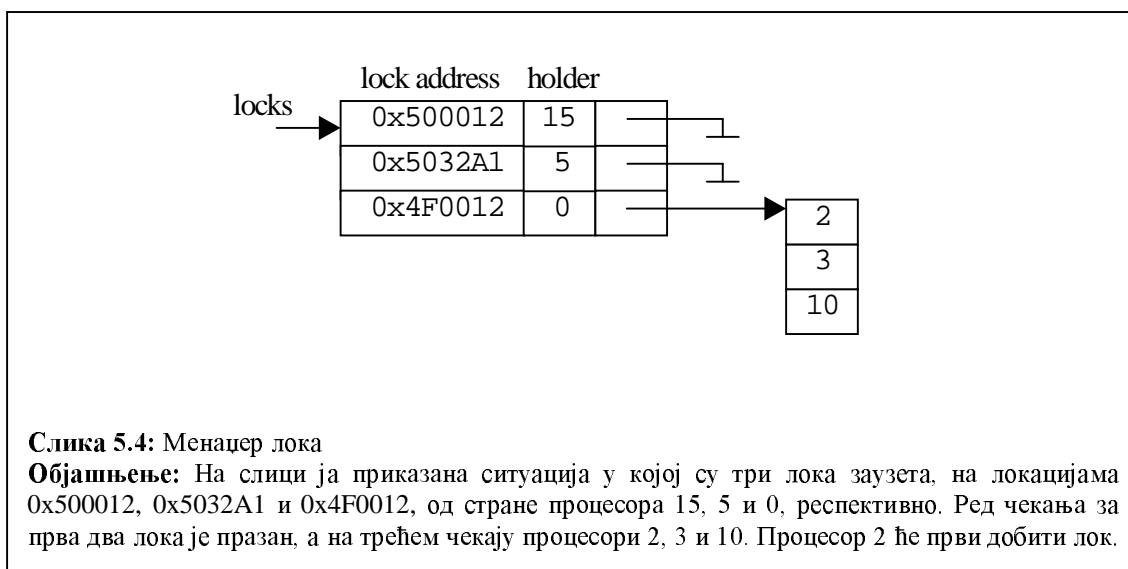 lock address holder
locks
0x500012 15
0x5032A1 5
0x4F0012 0
2
3
10
Слика 5.4: Менаџер лока
Објашњење: На слици ја приказана ситуација у којој су три лока заузета, на локацијама
0x500012, 0x5032A1 и 0x4F0012, од стране процесора 15, 5 и 0, респективно. Ред чекања за
прва два лока је празан, а на трећем чекају процесори 2, 3 и 10. Процесор 2 ће први добити лок.